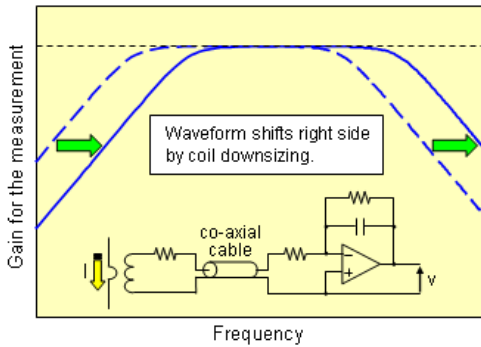 Gain for the measurement
Waveform shifts right side
by coil downsizing.
co-axial
cable
I
−
+
V
Frequency